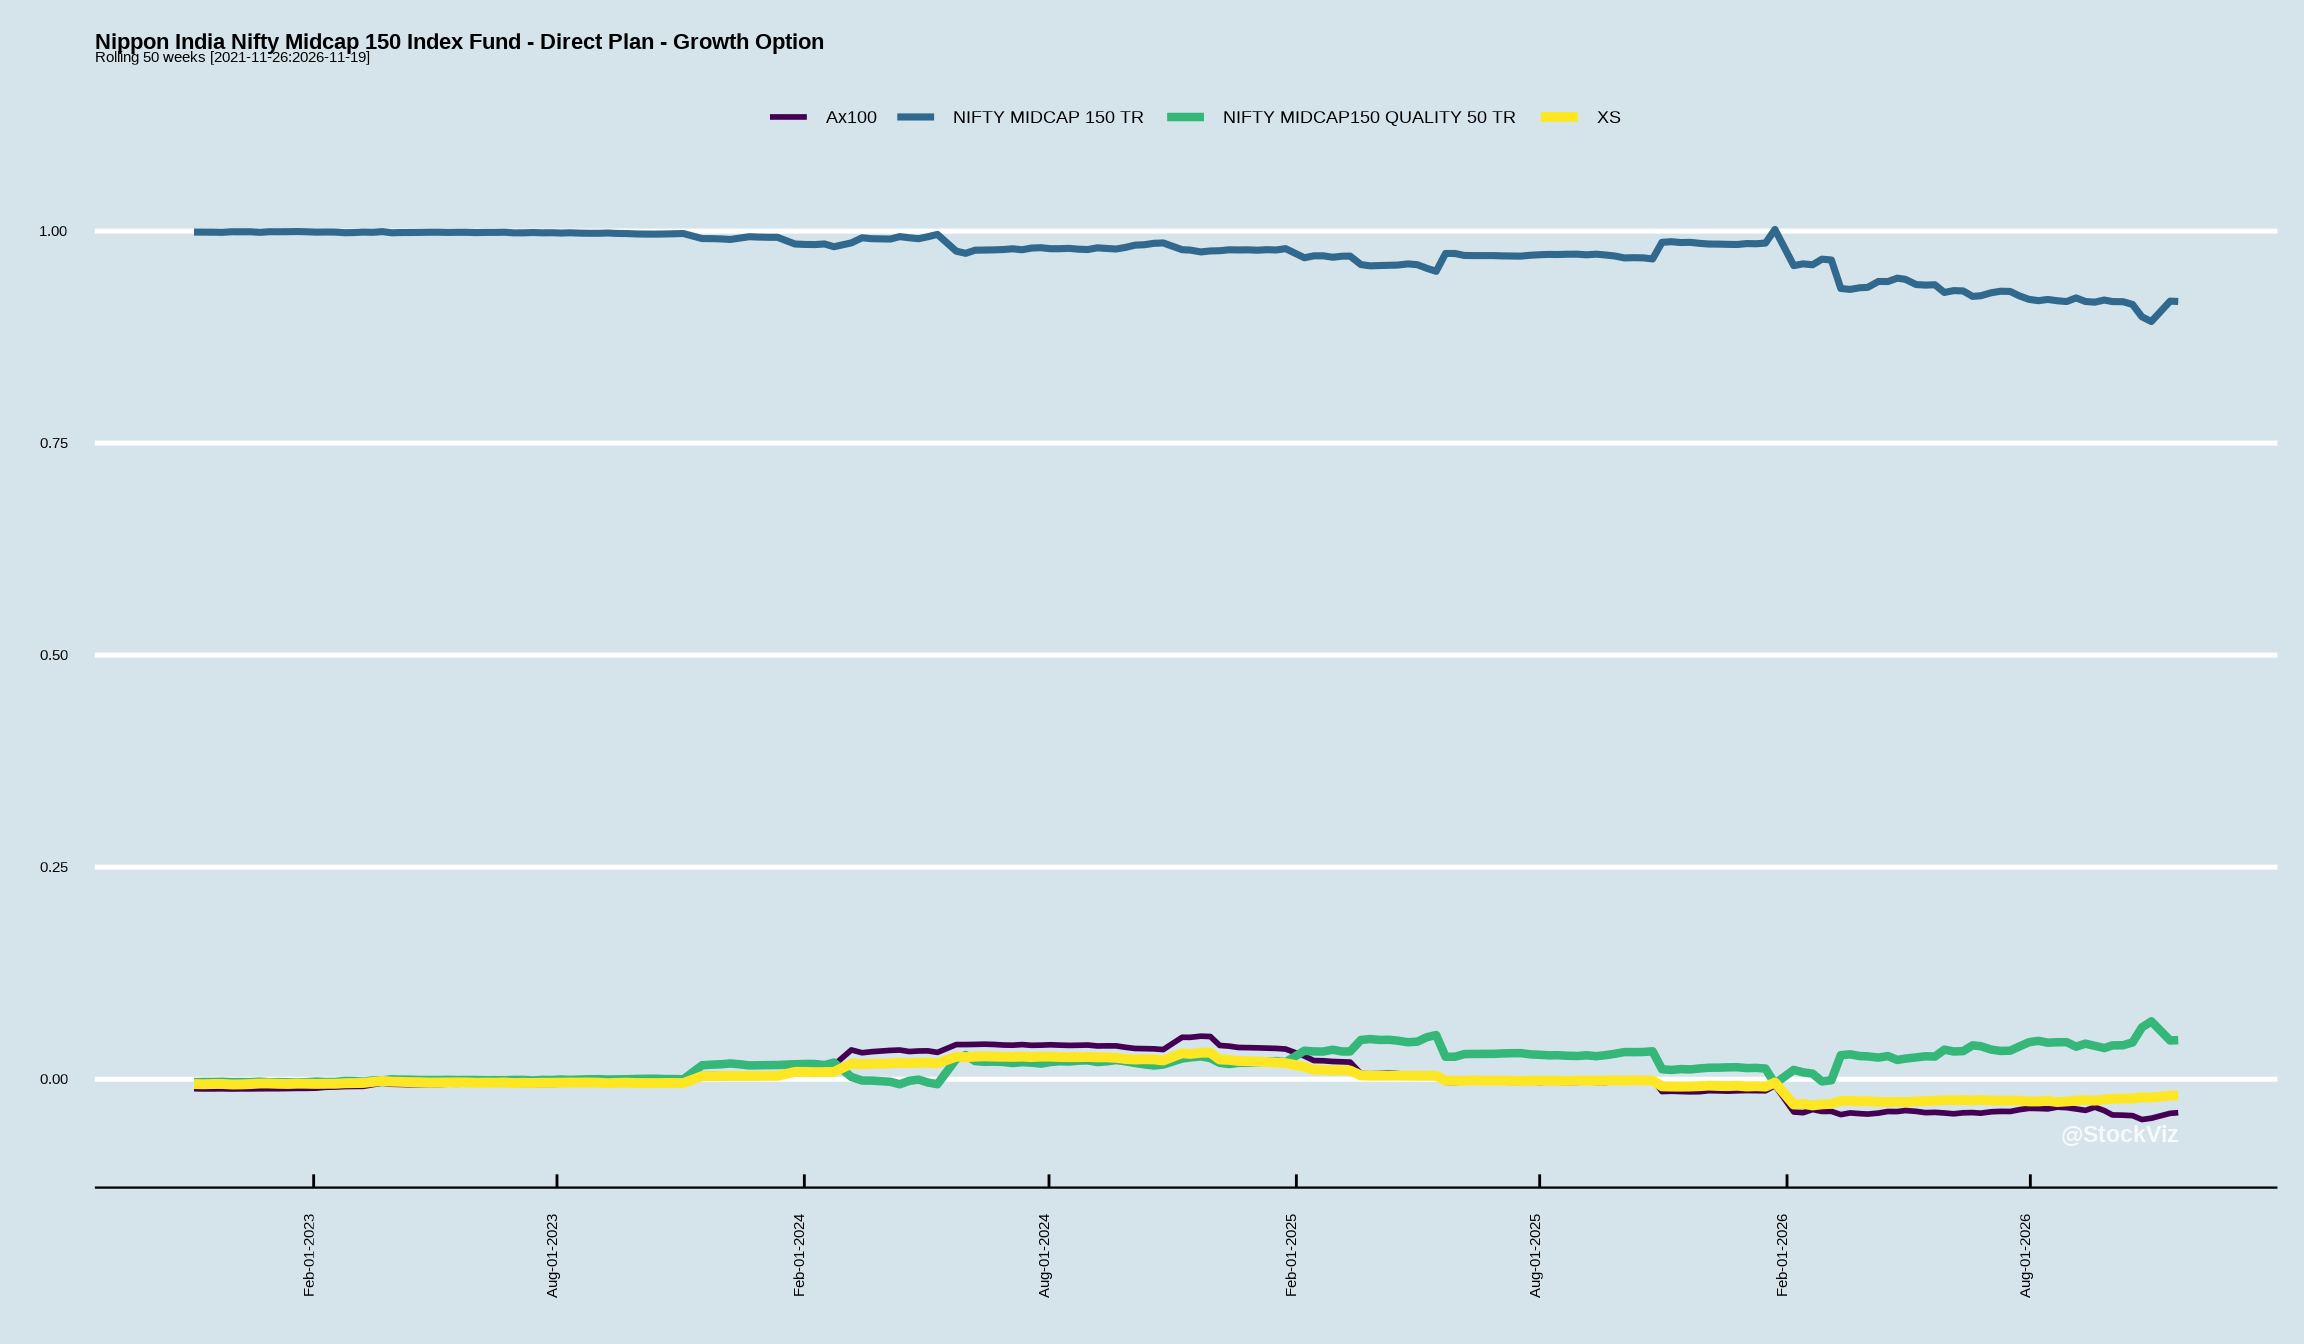 Nippon India Nifty Midcap 150 Index Fund - Direct Plan - Growth Option
Rolling 50 weeks [2021-11-26:2026-11-19]
Ax100 NIFTY MIDCAP 150 TR NIFTY MIDCAP150 QUALITY 50 TR XS
1.00
0.75
0.50
0.25
0.00
@StockViz
Feb-01-2023 Aug-01-2023 Feb-01-2024 Aug-01-2024 Feb-01-2025 Aug-01-2025 Feb-01-2026 Aug-01-2026